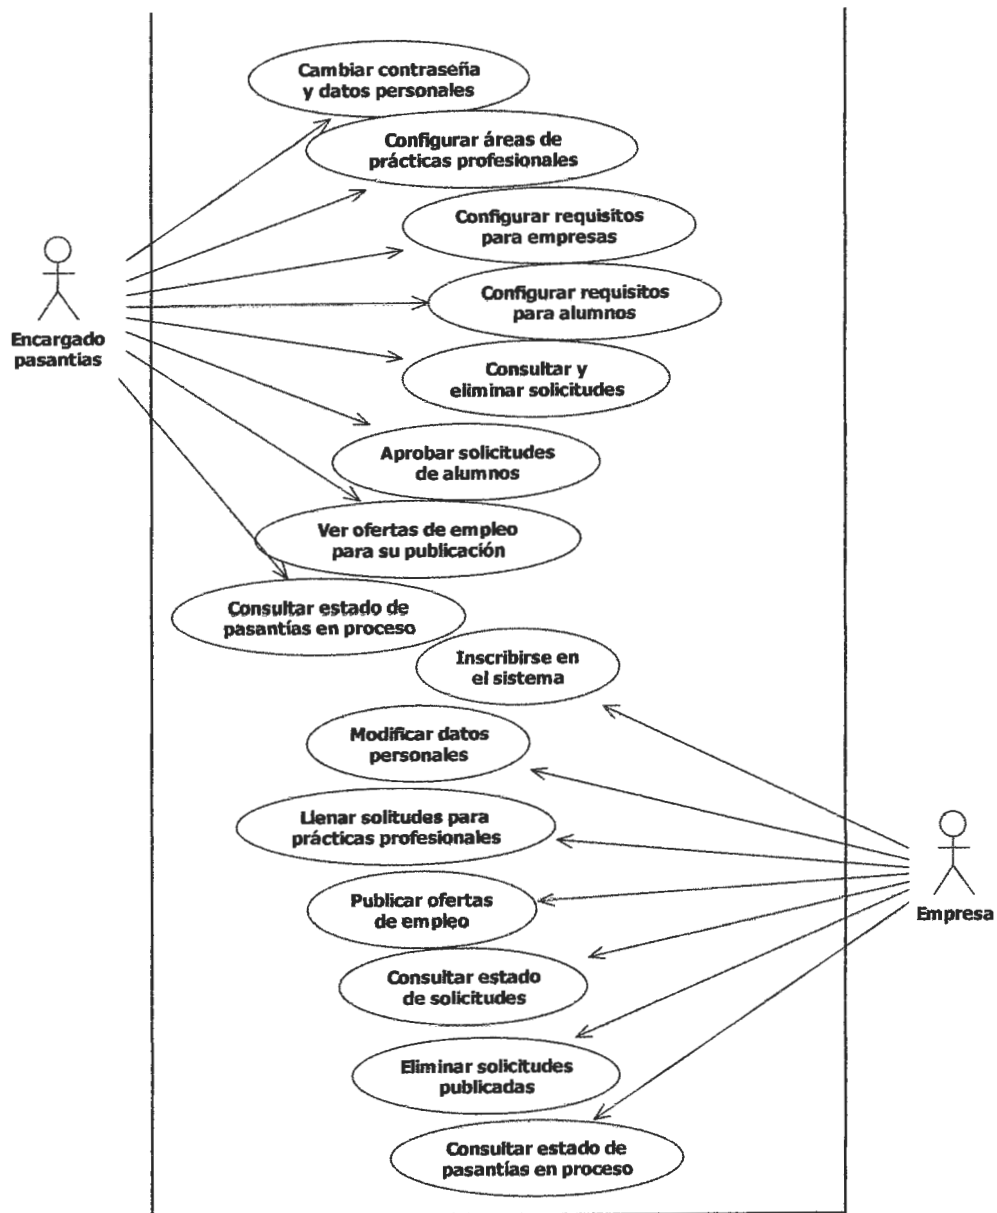 Cambiar contraseña
y datos personales
Configurar áreas de
prácticas profesionales
Configurar requisitos
para empresas
Configurar requisitos
para alumnos
Encargado
pasantias
Consultar y
eliminar solicitudes
Aprobar solicitudes
de alumnos
Ver ofertas de empleo
para su publicación
Consultar estado de
pasantías en proceso
Inscribirse en
el sistema
Modificar datos
personales
Llenar solitudes para
prácticas profesionales
Publicar ofertas
de empleo
Empresa
Consultar estado
de solicitudes
Eliminar solicitudes
publicadas
Consultar estado de
pasantías en proceso